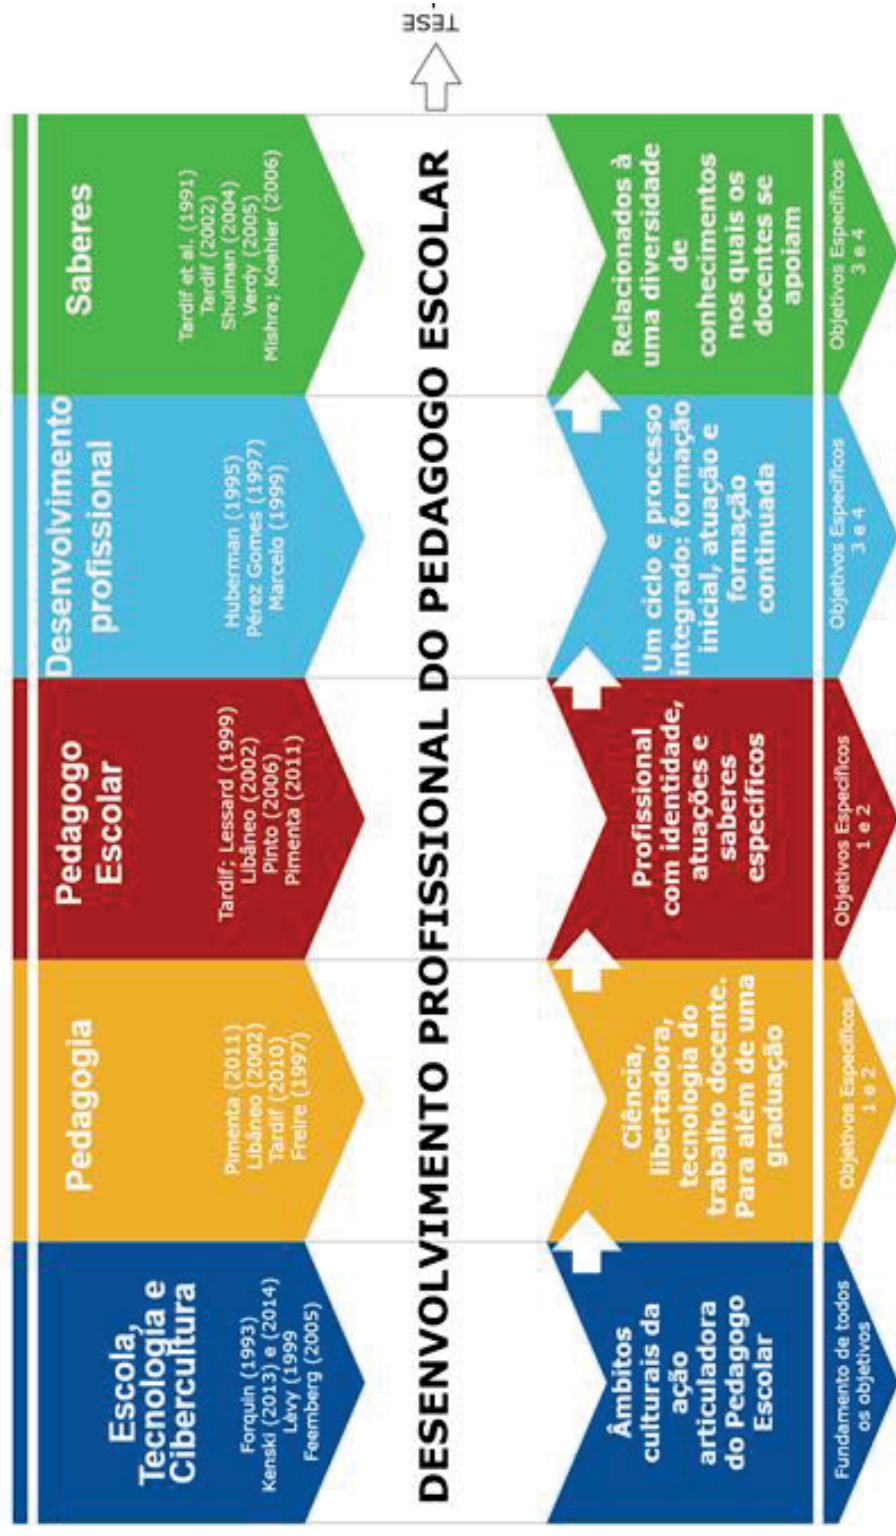 Escola,
Tecnologia e
Cibercultura
Forquin (1993)
Kenski (2013) e (2014)
Lévy (1999
Feemberg (2005)
Pedagogia
Pimenta (2011)
Libâneo (2002)
Tardif (2010)
Freire (1997)
Pedagogo
Escolar
Tardif; Lessard (1999)
Libâneo (2002)
Pinto (2006)
Pimenta (2011)
Desenvolvimento
profissional
Huberman (1995)
Pérez Gomes (1997)
Marcelo (1999)
Saberes
Tardif et al. (1991)
Tardif (2002)
Shulman (2004)
Verdy (2005)
Mishra; Koehler (2006)
DESENVOLVIMENTO PROFISSIONAL DO PEDAGOGO ESCOLAR
TESE
Âmbitos
culturais da
ação
articuladora
do Pedagogo
Escolar
Fundamento de todos
os objetivos
Ciência,
libertadora,
tecnologia do
trabalho docente.
Para além de uma
graduação
Objetivos Específicos
1 e 2
Profissional
com identidade,
atuações e
saberes
específicos
Objetivos Específicos
1 e 2
Um ciclo e processo
integrado: formação
inicial, atuação e
formação
continuada
Objetivos Específicos
3 e 4
Relacionados à
uma diversidade
de
conhecimentos
nos quais os
docentes se
apoiam
Objetivos Específicos
3 e 4